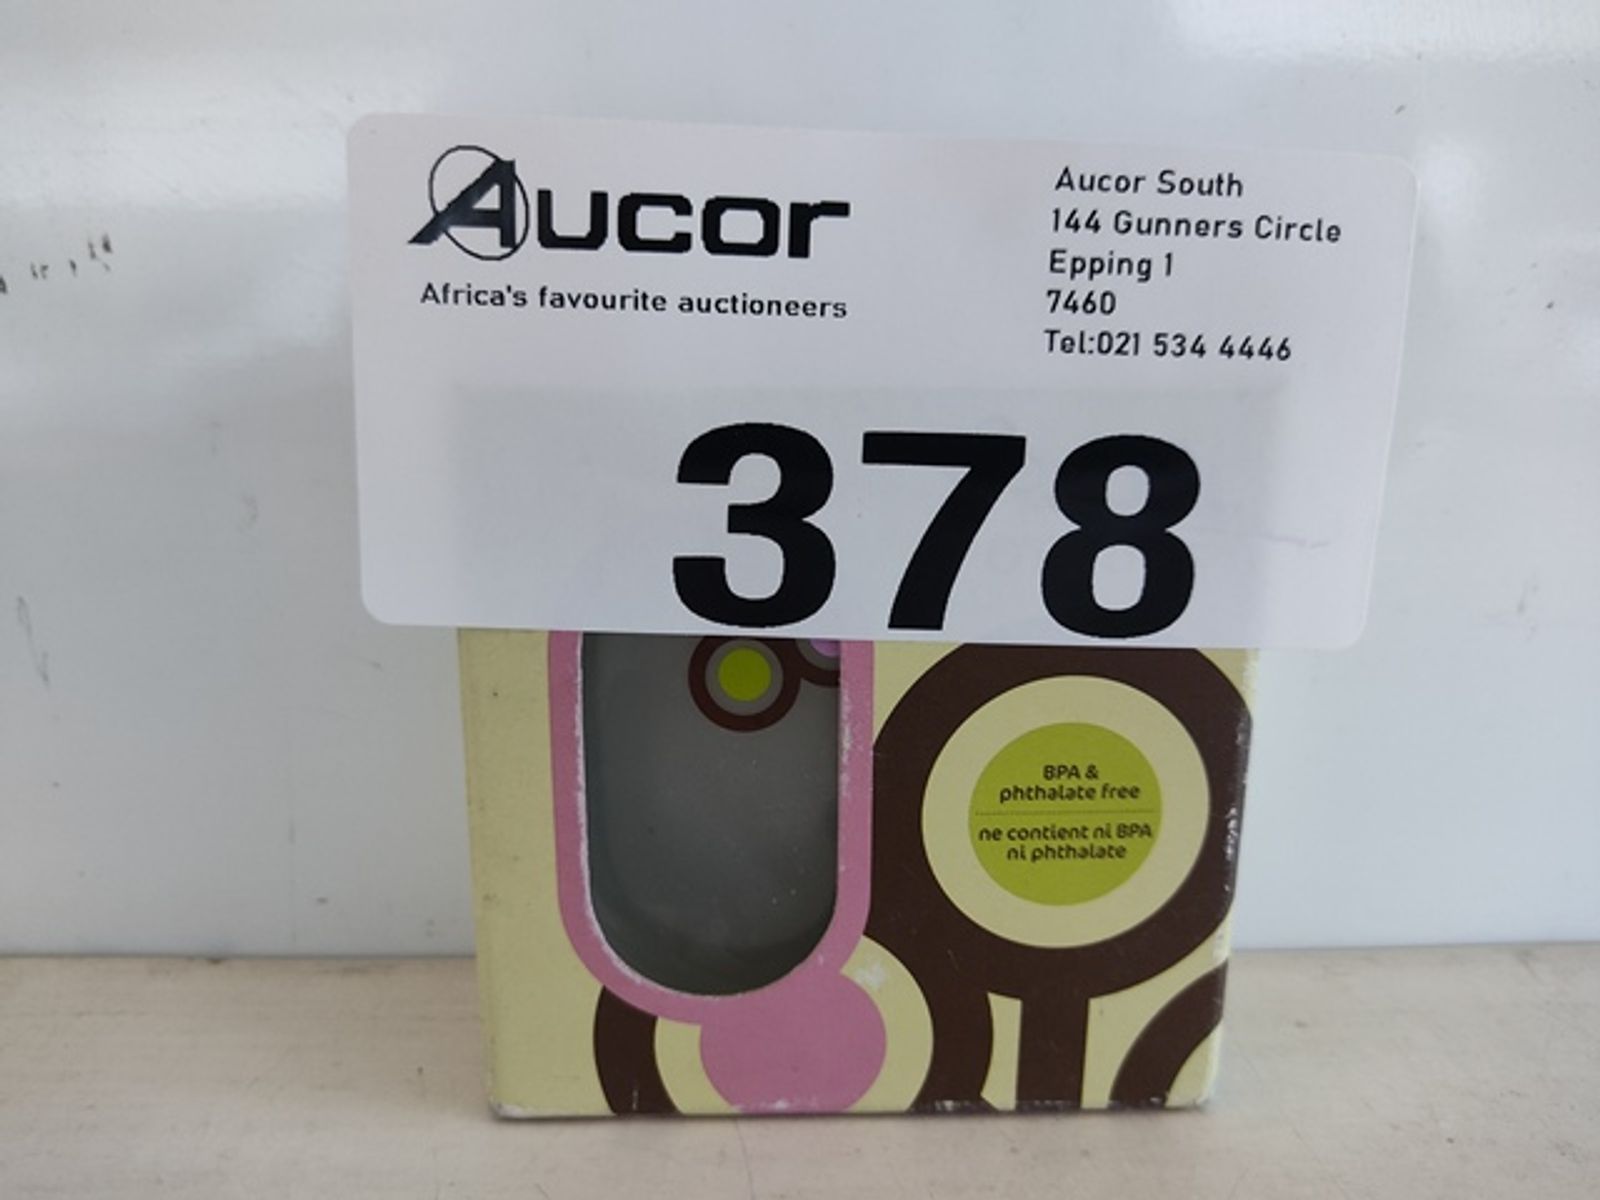 Aucor
Africa's favourite auctioneers
Aucor South
144 Gunners Circle
Epping 1
7460
Tel:021 534 4446
378
BPA &
phthalate free
ne contient ni BPA
ni phthalate